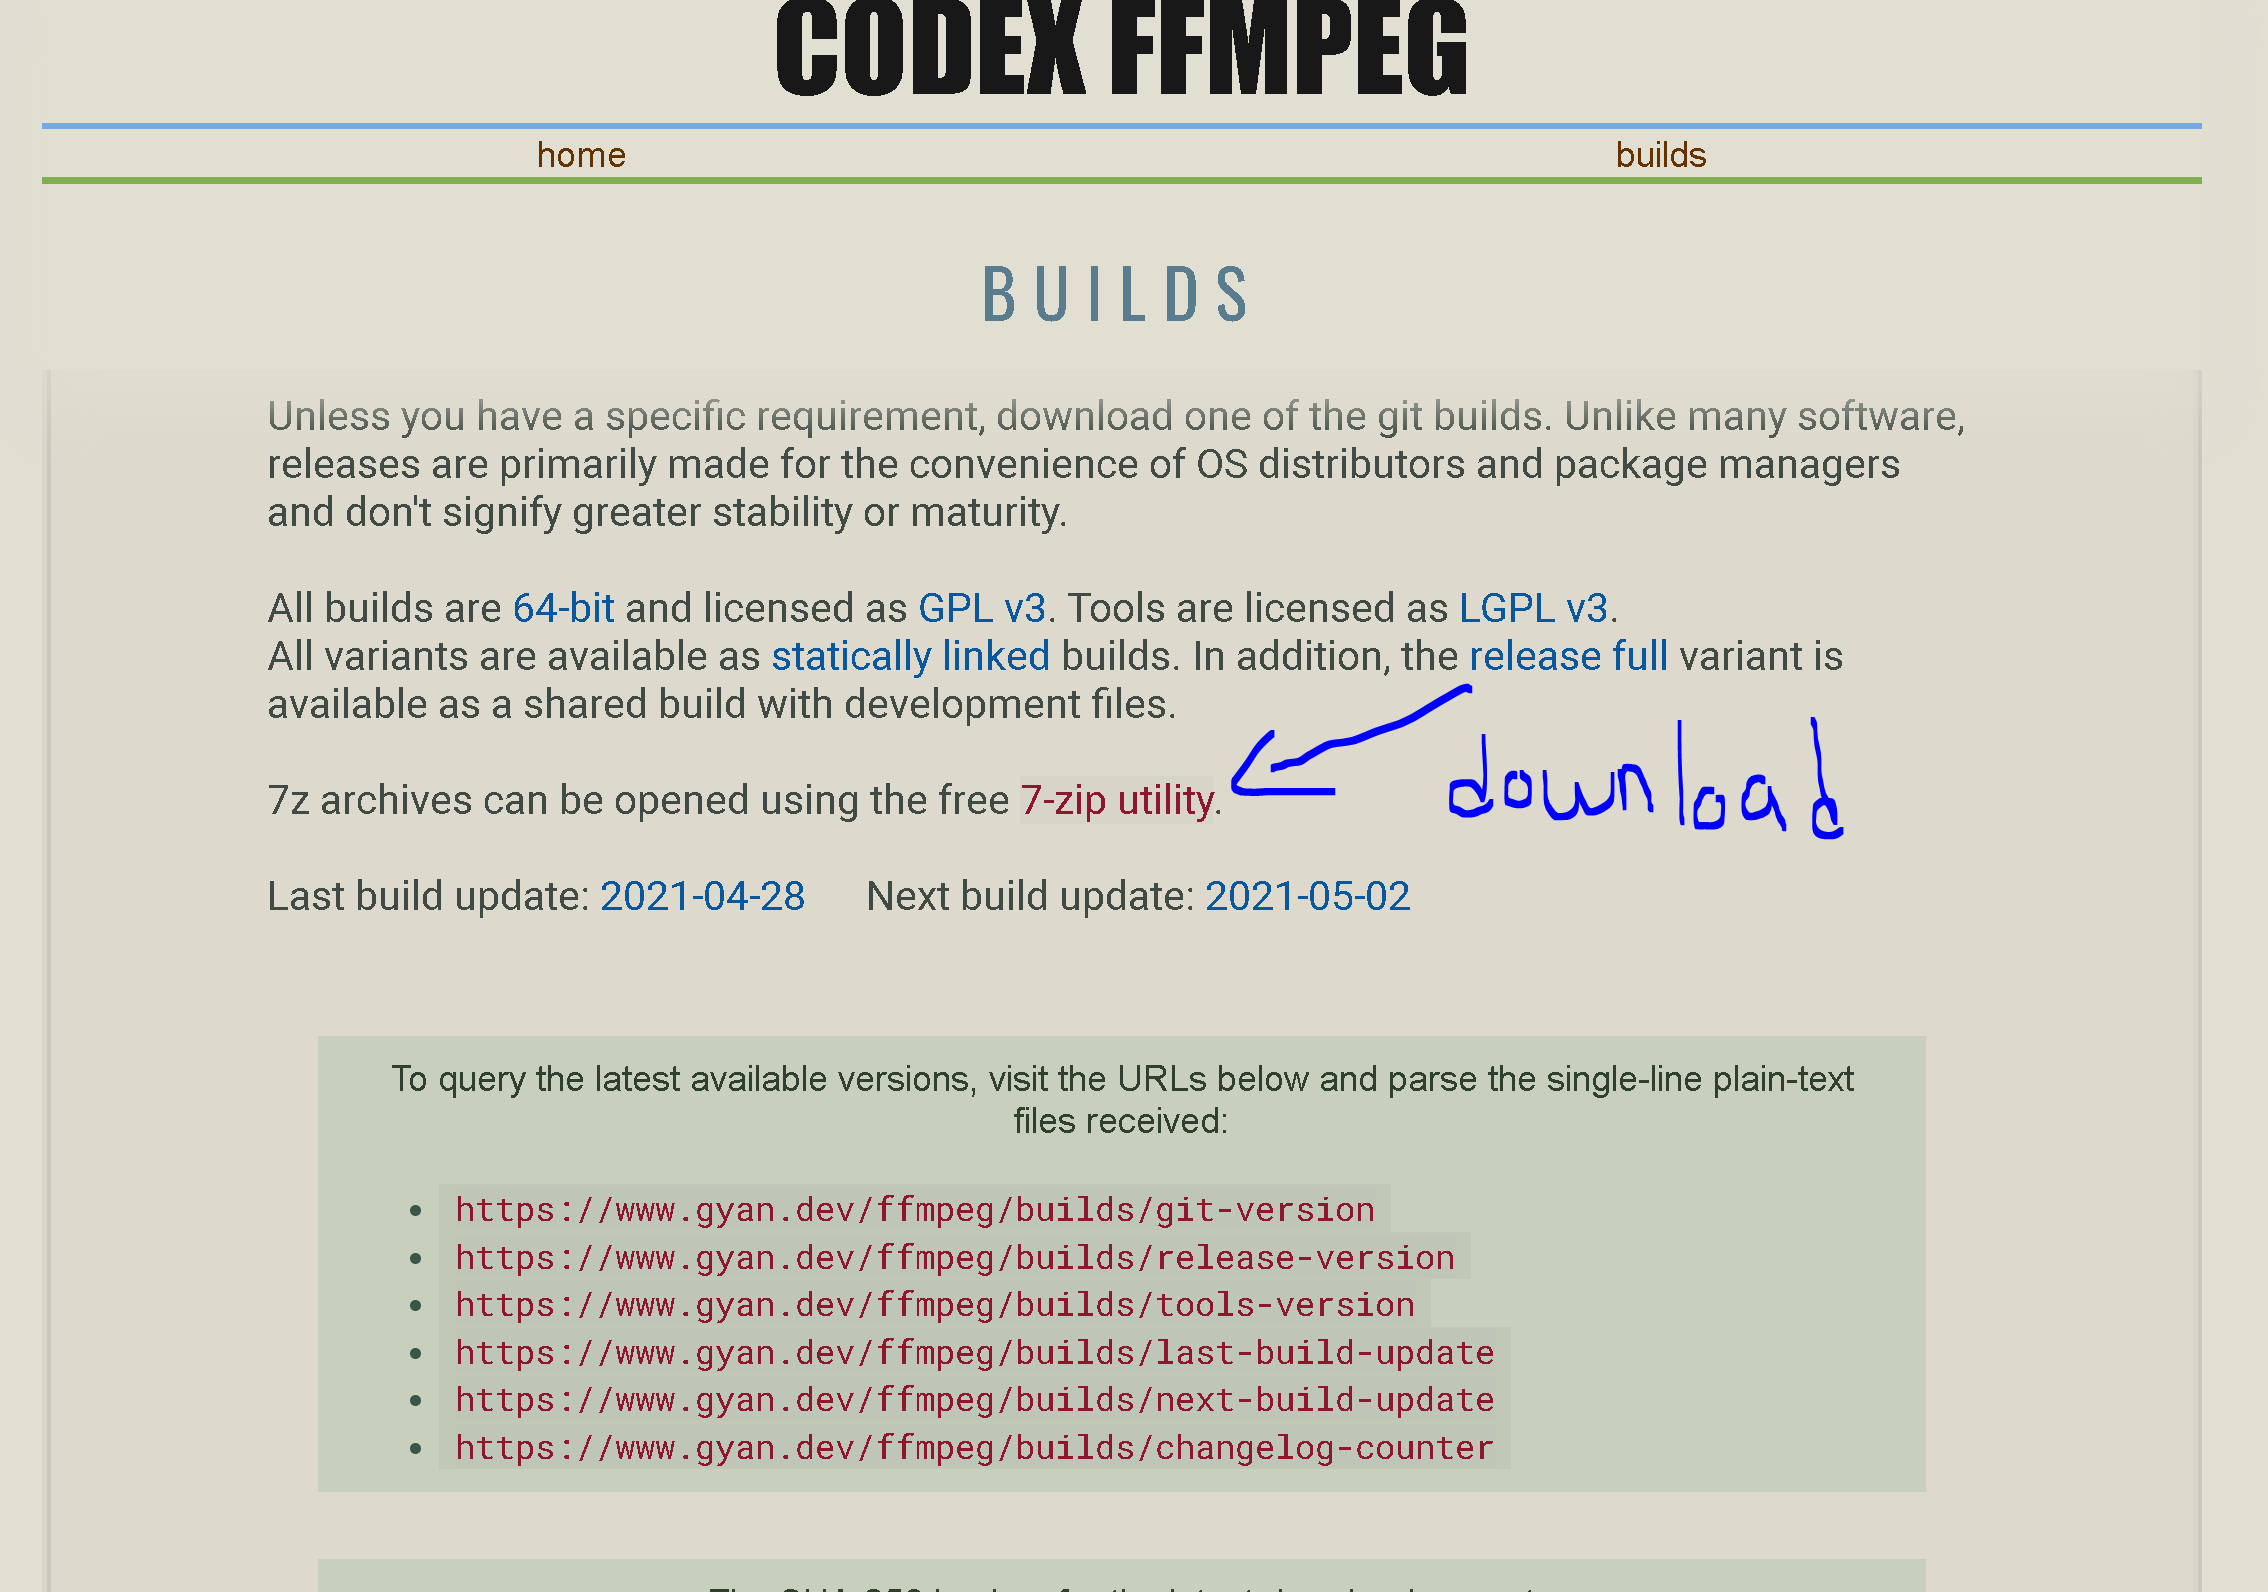 CODEX FFMPEG
home builds
BUILDS
Unless you have a specific requirement, download one of the git builds. Unlike many software,
releases are primarily made for the convenience of OS distributors and package managers
and don't signify greater stability or maturity.
All builds are 64-bit and licensed as GPL v3. Tools are licensed as LGPL v3.
All variants are available as statically linked builds. In addition, the release full variant is
available as a shared build with development files.
7z archives can be opened using the free 7-zip utility.
download
Last build update: 2021-04-28 Next build update: 2021-05-02
To query the latest available versions, visit the URLs below and parse the single-line plain-text
files received:
• https://www.gyan.dev/ffmpeg/builds/git-version
• https://www.gyan.dev/ffmpeg/builds/release-version
• https://www.gyan.dev/ffmpeg/builds/tools-version
• https://www.gyan.dev/ffmpeg/builds/last-build-update
• https://www.gyan.dev/ffmpeg/builds/next-build-update
• https://www.gyan.dev/ffmpeg/builds/changelog-counter